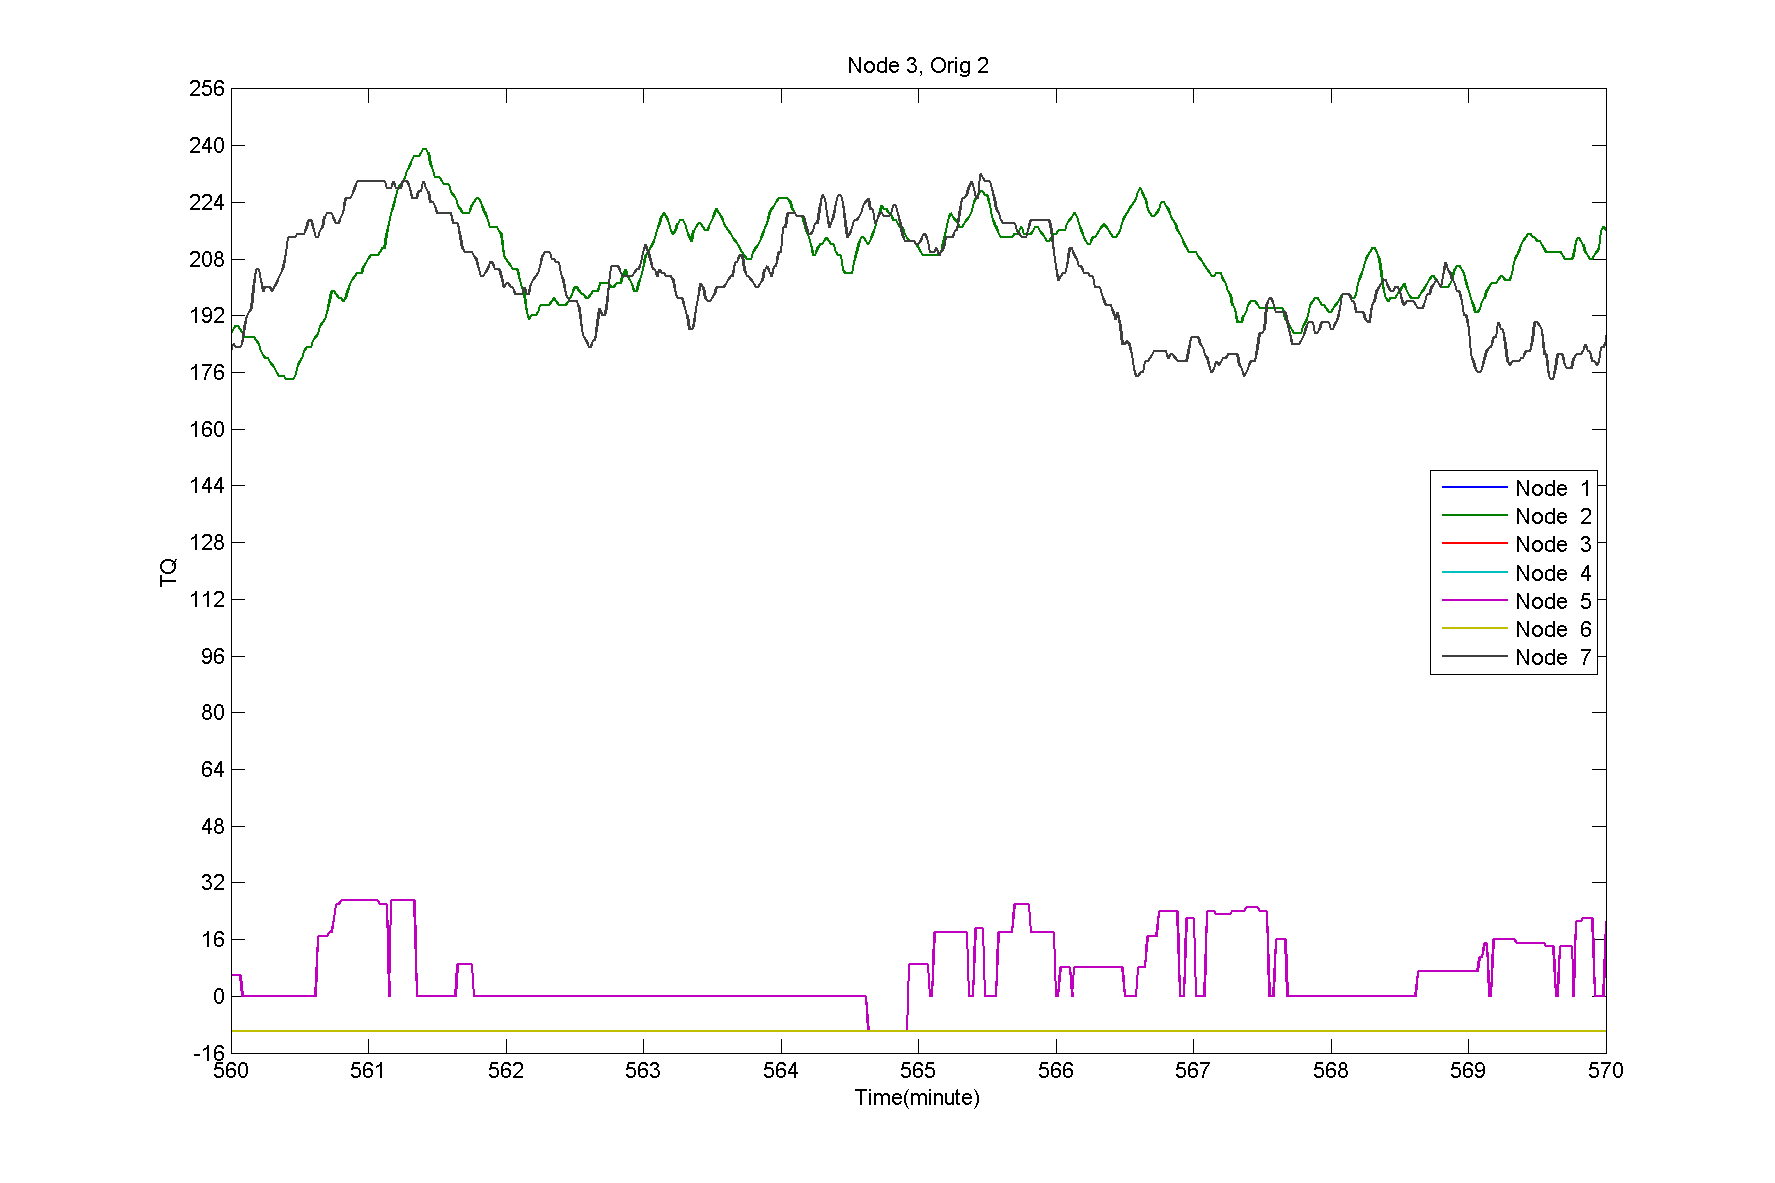 Node 3, Orig 2
256
240
224
208
192
176
160
144
128
112
96
80
64
48
32
16
0
-16
TQ
Node 1
Node 2
Node 3
Node 4
Node 5
Node 6
Node 7
560 561 562 563 564 565 566 567 568 569 570
Time(minute)